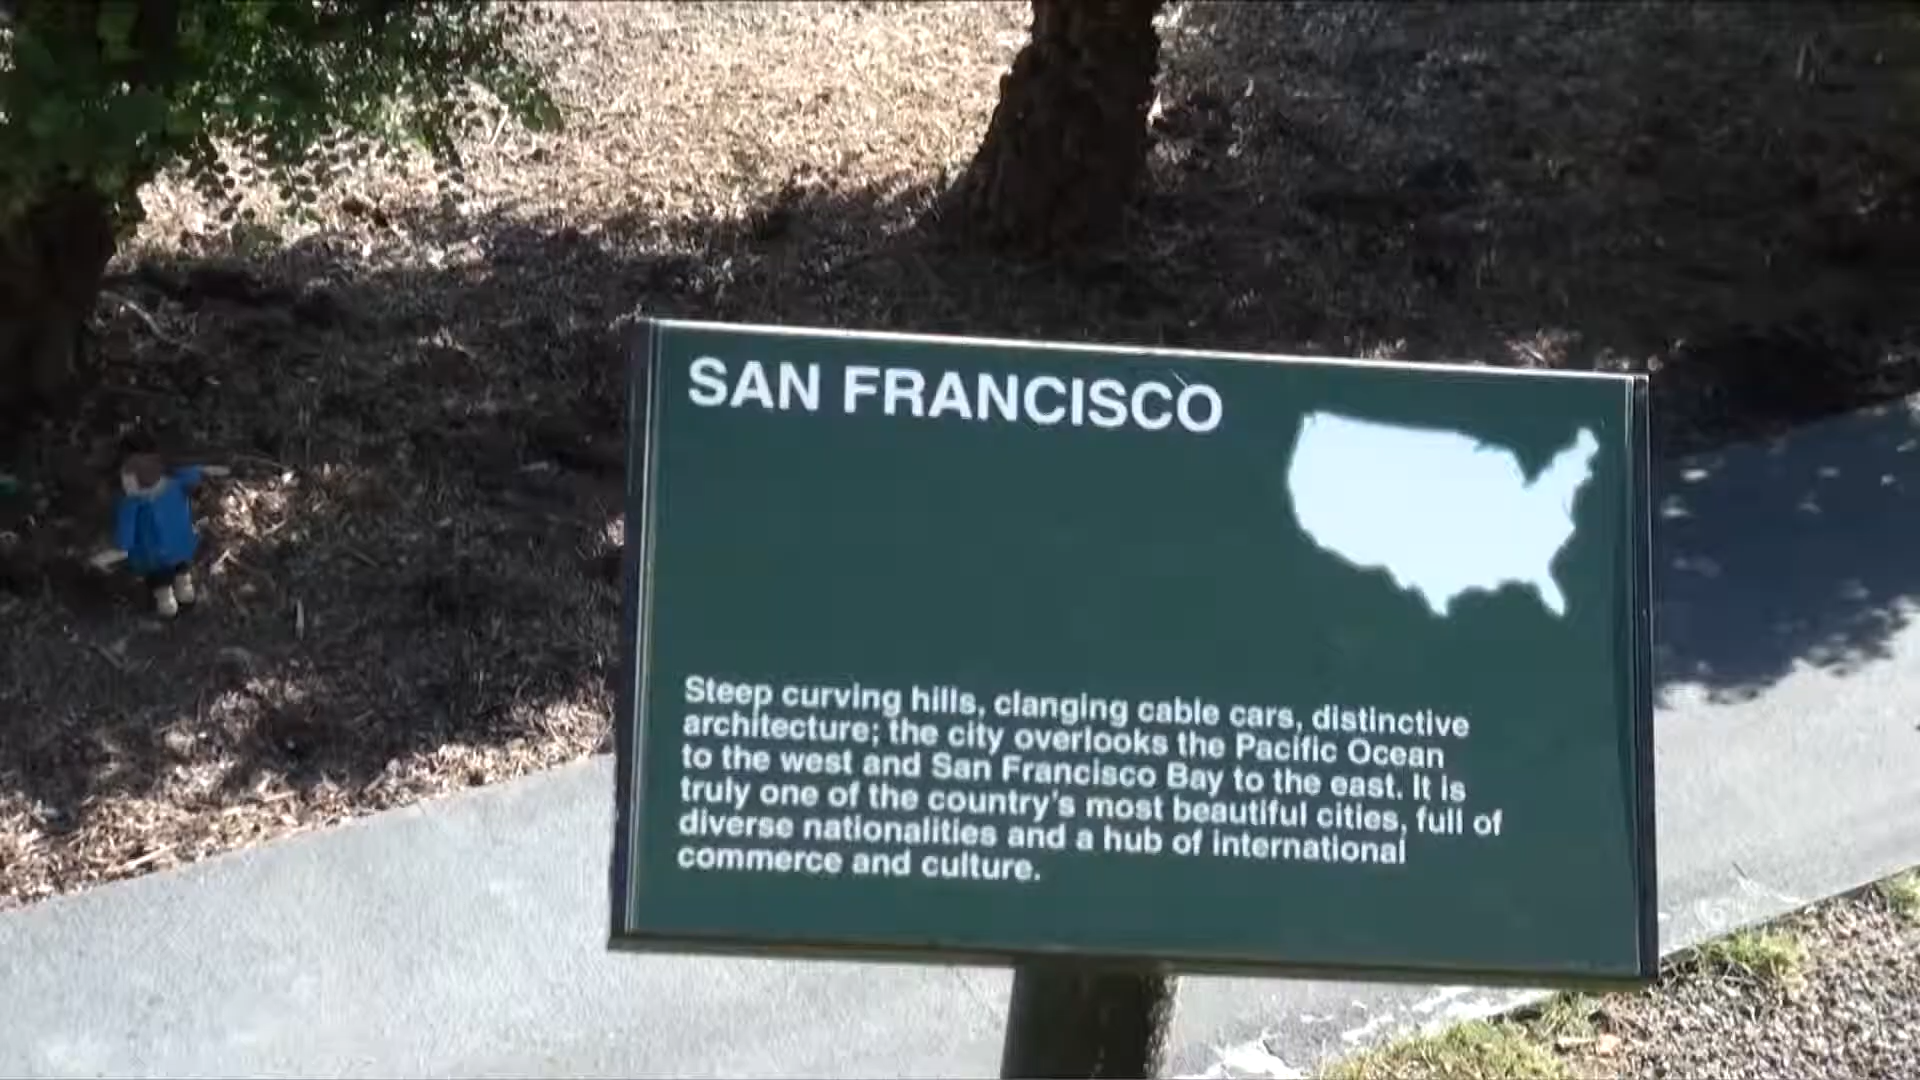 SAN FRANCISCO
Steep curving hills, clanging cable cars, distinctive
architecture; the city overlooks the Pacific Ocean
to the west and San Francisco Bay to the east. It is
truly one of the country's most beautiful cities, full of
diverse nationalities and a hub of international
commerce and culture.